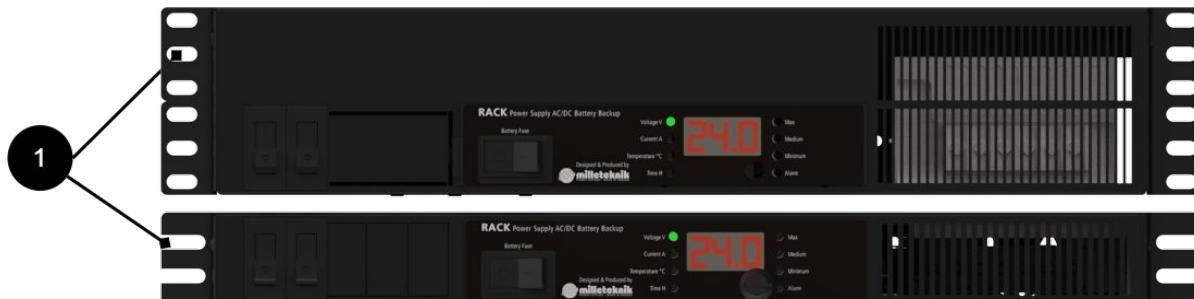 1
RACK Power Supply AC/DC Battery Backup
Battery Fuse
Voltage V
Current A
Temperature °C
Time H
24.0
Max
Medium
Minimum
Alarm
Designed & Produced by
milleteknik
RACK Power Supply AC/DC Battery Backup
Battery Fuse
Voltage V
Current A
Temperature °C
Time H
24.0
Max
Medium
Minimum
Alarm
Designed & Produced by
milleteknik